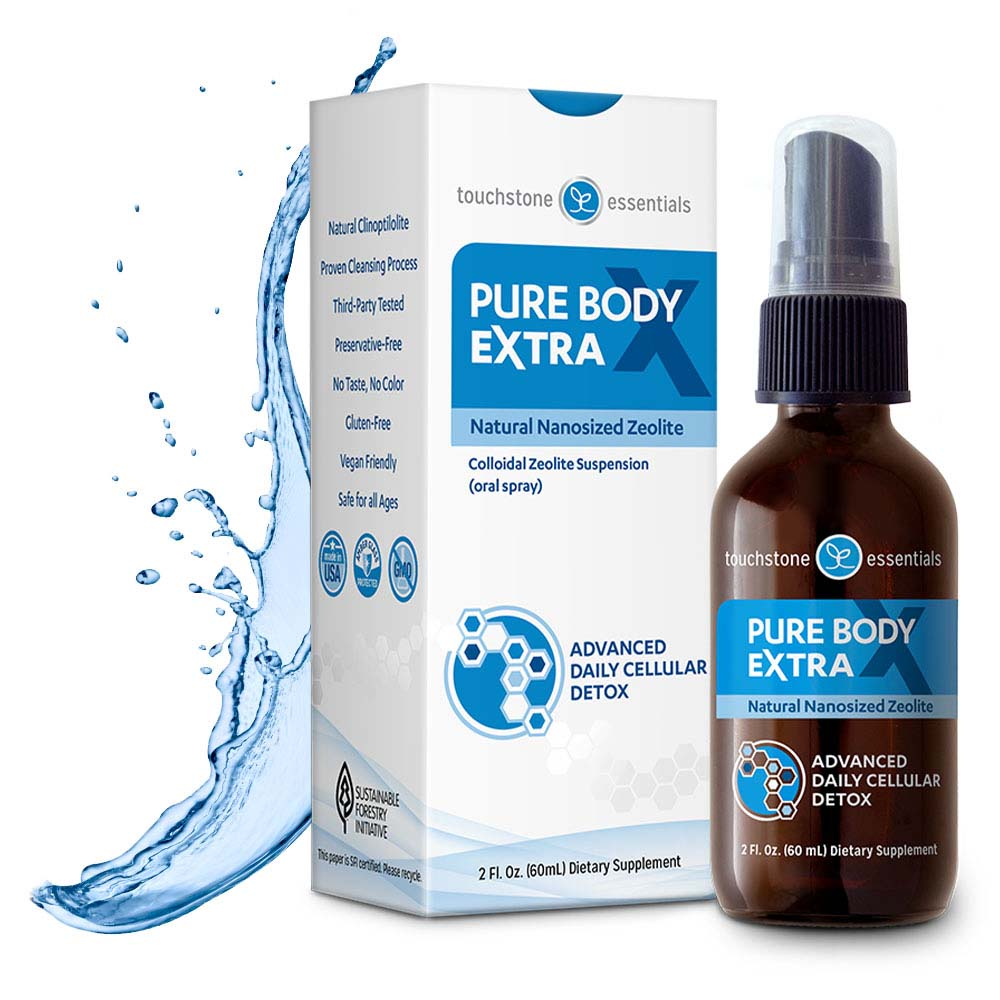 touchstone essentials
PURE BODY
EXTRA X
Natural Nanosized Zeolite
Colloidal Zeolite Suspension
(oral spray)
ADVANCED
DAILY CELLULAR
DETOX
2 Fl. Oz. (60mL) Dietary Supplement
Natural Clinoptilolite
Proven Cleansing Process
Third-Party Tested
Preservative-Free
No Taste, No Color
Gluten-Free
Vegan Friendly
Safe for all Ages
made in
USA
AMBER GLASS
PROTECTED
GMO
SUSTAINABLE
FORESTRY
INITIATIVE
This paper is SFI certified. Please recycle.
touchstone essentials
PURE BODY
EXTRA X
Natural Nanosized Zeolite
ADVANCED
DAILY CELLULAR
DETOX
2 Fl. Oz. (60 mL) Dietary Supplement